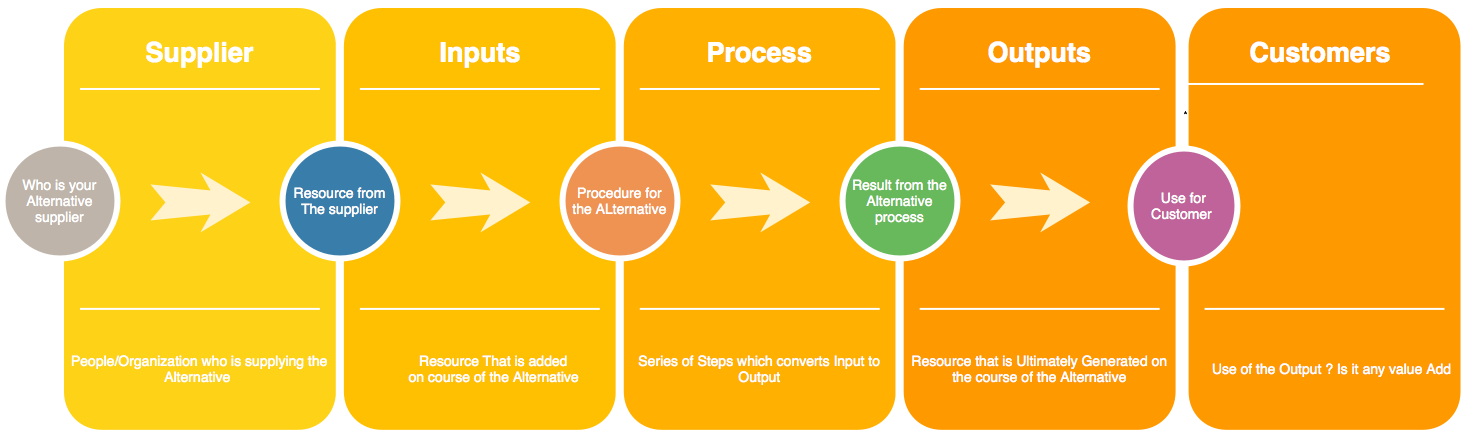 Supplier
Inputs
Process
Outputs
Customers
Who is your
Alternative
supplier
Resource from
The supplier
Procedure for
the ALternative
Result from the
Alternative
process
Use for
Customer
People/Organization who is supplying the
Alternative
Resource That is added
on course of the Alternative
Series of Steps which converts Input to
Output
Resource that is Ultimately Generated on
the course of the Alternative
Use of the Output ? Is it any value Add